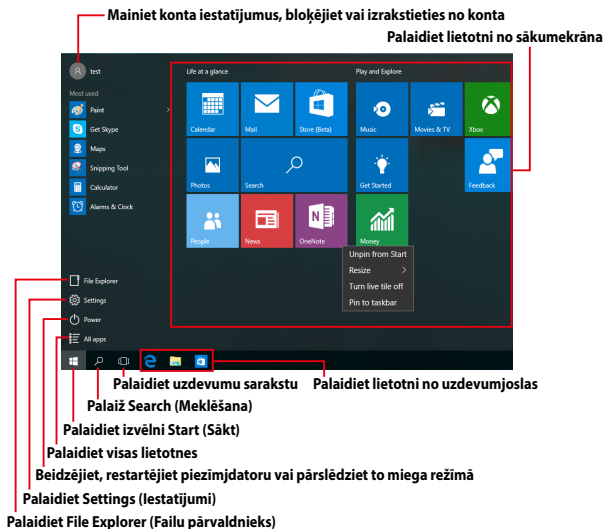 Mainiet konta iestatījumus, bloķējiet vai izrakstieties no konta
Palaidiet lietotni no sākumekrāna
test
Most used
Paint
Get Skype
Maps
Snipping Tool
Calculator
Alarms & Clock
File Explorer
Settings
Power
All apps
Life at a glance
Play and Explore
Calendar
Mail
Store (Beta)
Music
Movies & TV
Xbox
Photos
Search
Get Started
Feedback
People
News
OneNote
Money
Unpin from Start
Resize
Turn live tile off
Pin to taskbar
Palaidiet uzdevumu sarakstu
Palaidiet lietotni no uzdevumjoslas
Palaiž Search (Meklēšana)
Palaidiet izvēlni Start (Sākt)
Palaidiet visas lietotnes
Beidzējiet, restartējiet piezīmjdatoru vai pārslēdziet to miega režīmā
Palaidiet Settings (Iestatījumi)
Palaidiet File Explorer (Failu pārvaldnieks)